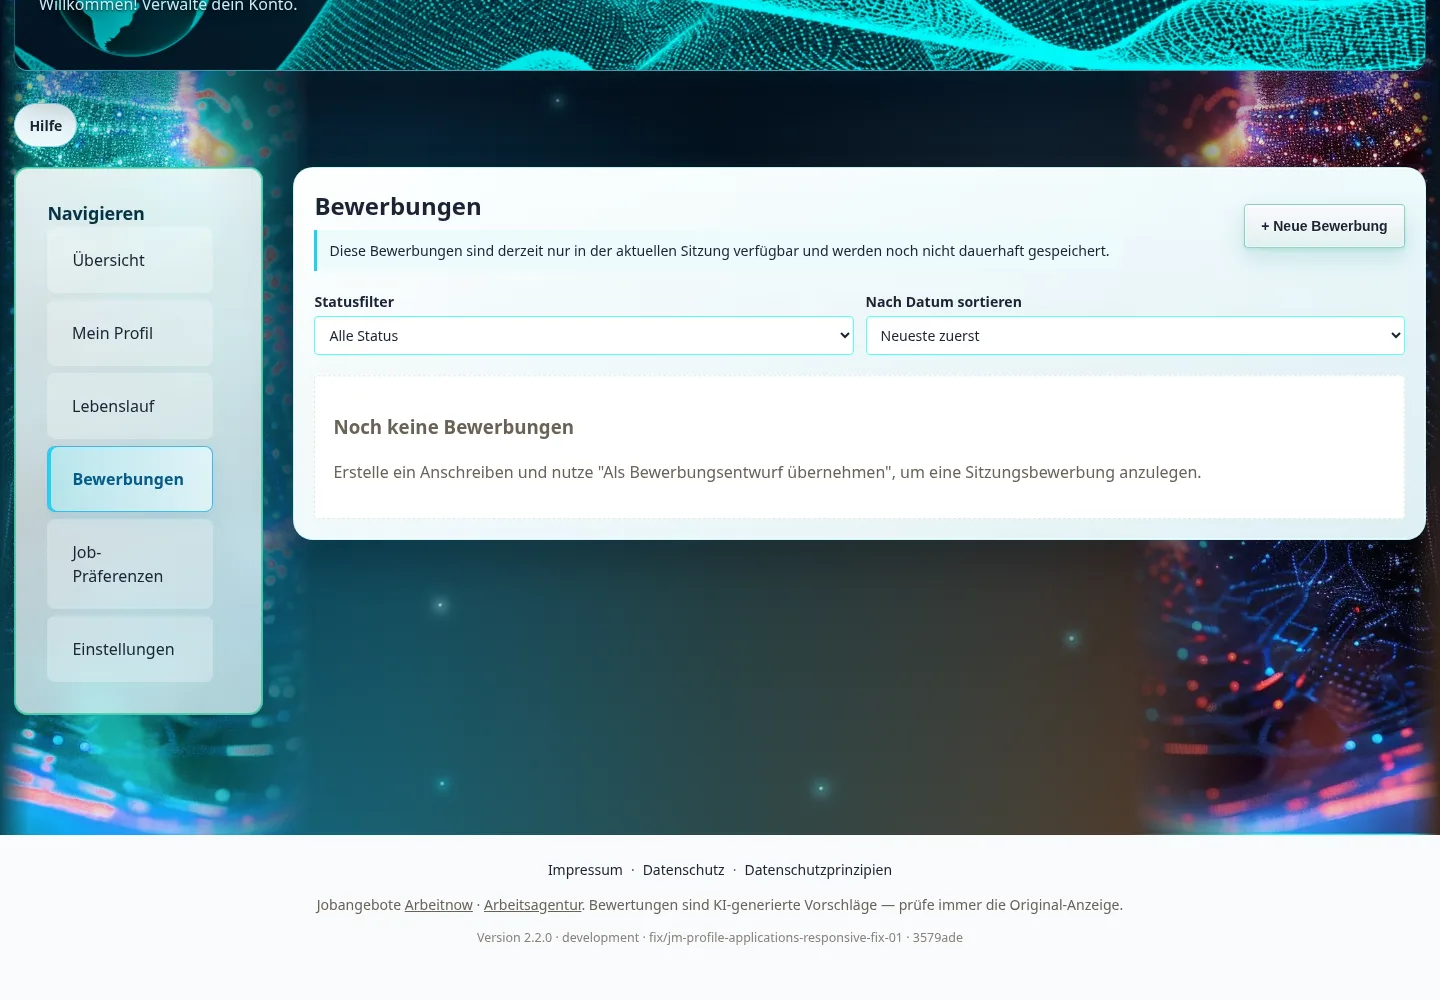 Willkommen! Verwalte dein Konto.
Hilfe
Navigieren
Übersicht
Mein Profil
Lebenslauf
Bewerbungen
Job-
Präferenzen
Einstellungen
Bewerbungen
+ Neue Bewerbung
Diese Bewerbungen sind derzeit nur in der aktuellen Sitzung verfügbar und werden noch nicht dauerhaft gespeichert.
Statusfilter
Alle Status
Nach Datum sortieren
Neueste zuerst
Noch keine Bewerbungen
Erstelle ein Anschreiben und nutze "Als Bewerbungsentwurf übernehmen", um eine Sitzungsbewerbung anzulegen.
Impressum · Datenschutz · Datenschutzprinzipien
Jobangebote Arbeitnow · Arbeitsagentur. Bewertungen sind KI-generierte Vorschläge — prüfe immer die Original-Anzeige.
Version 2.2.0 · development · fix/jm-profile-applications-responsive-fix-01 · 3579ade